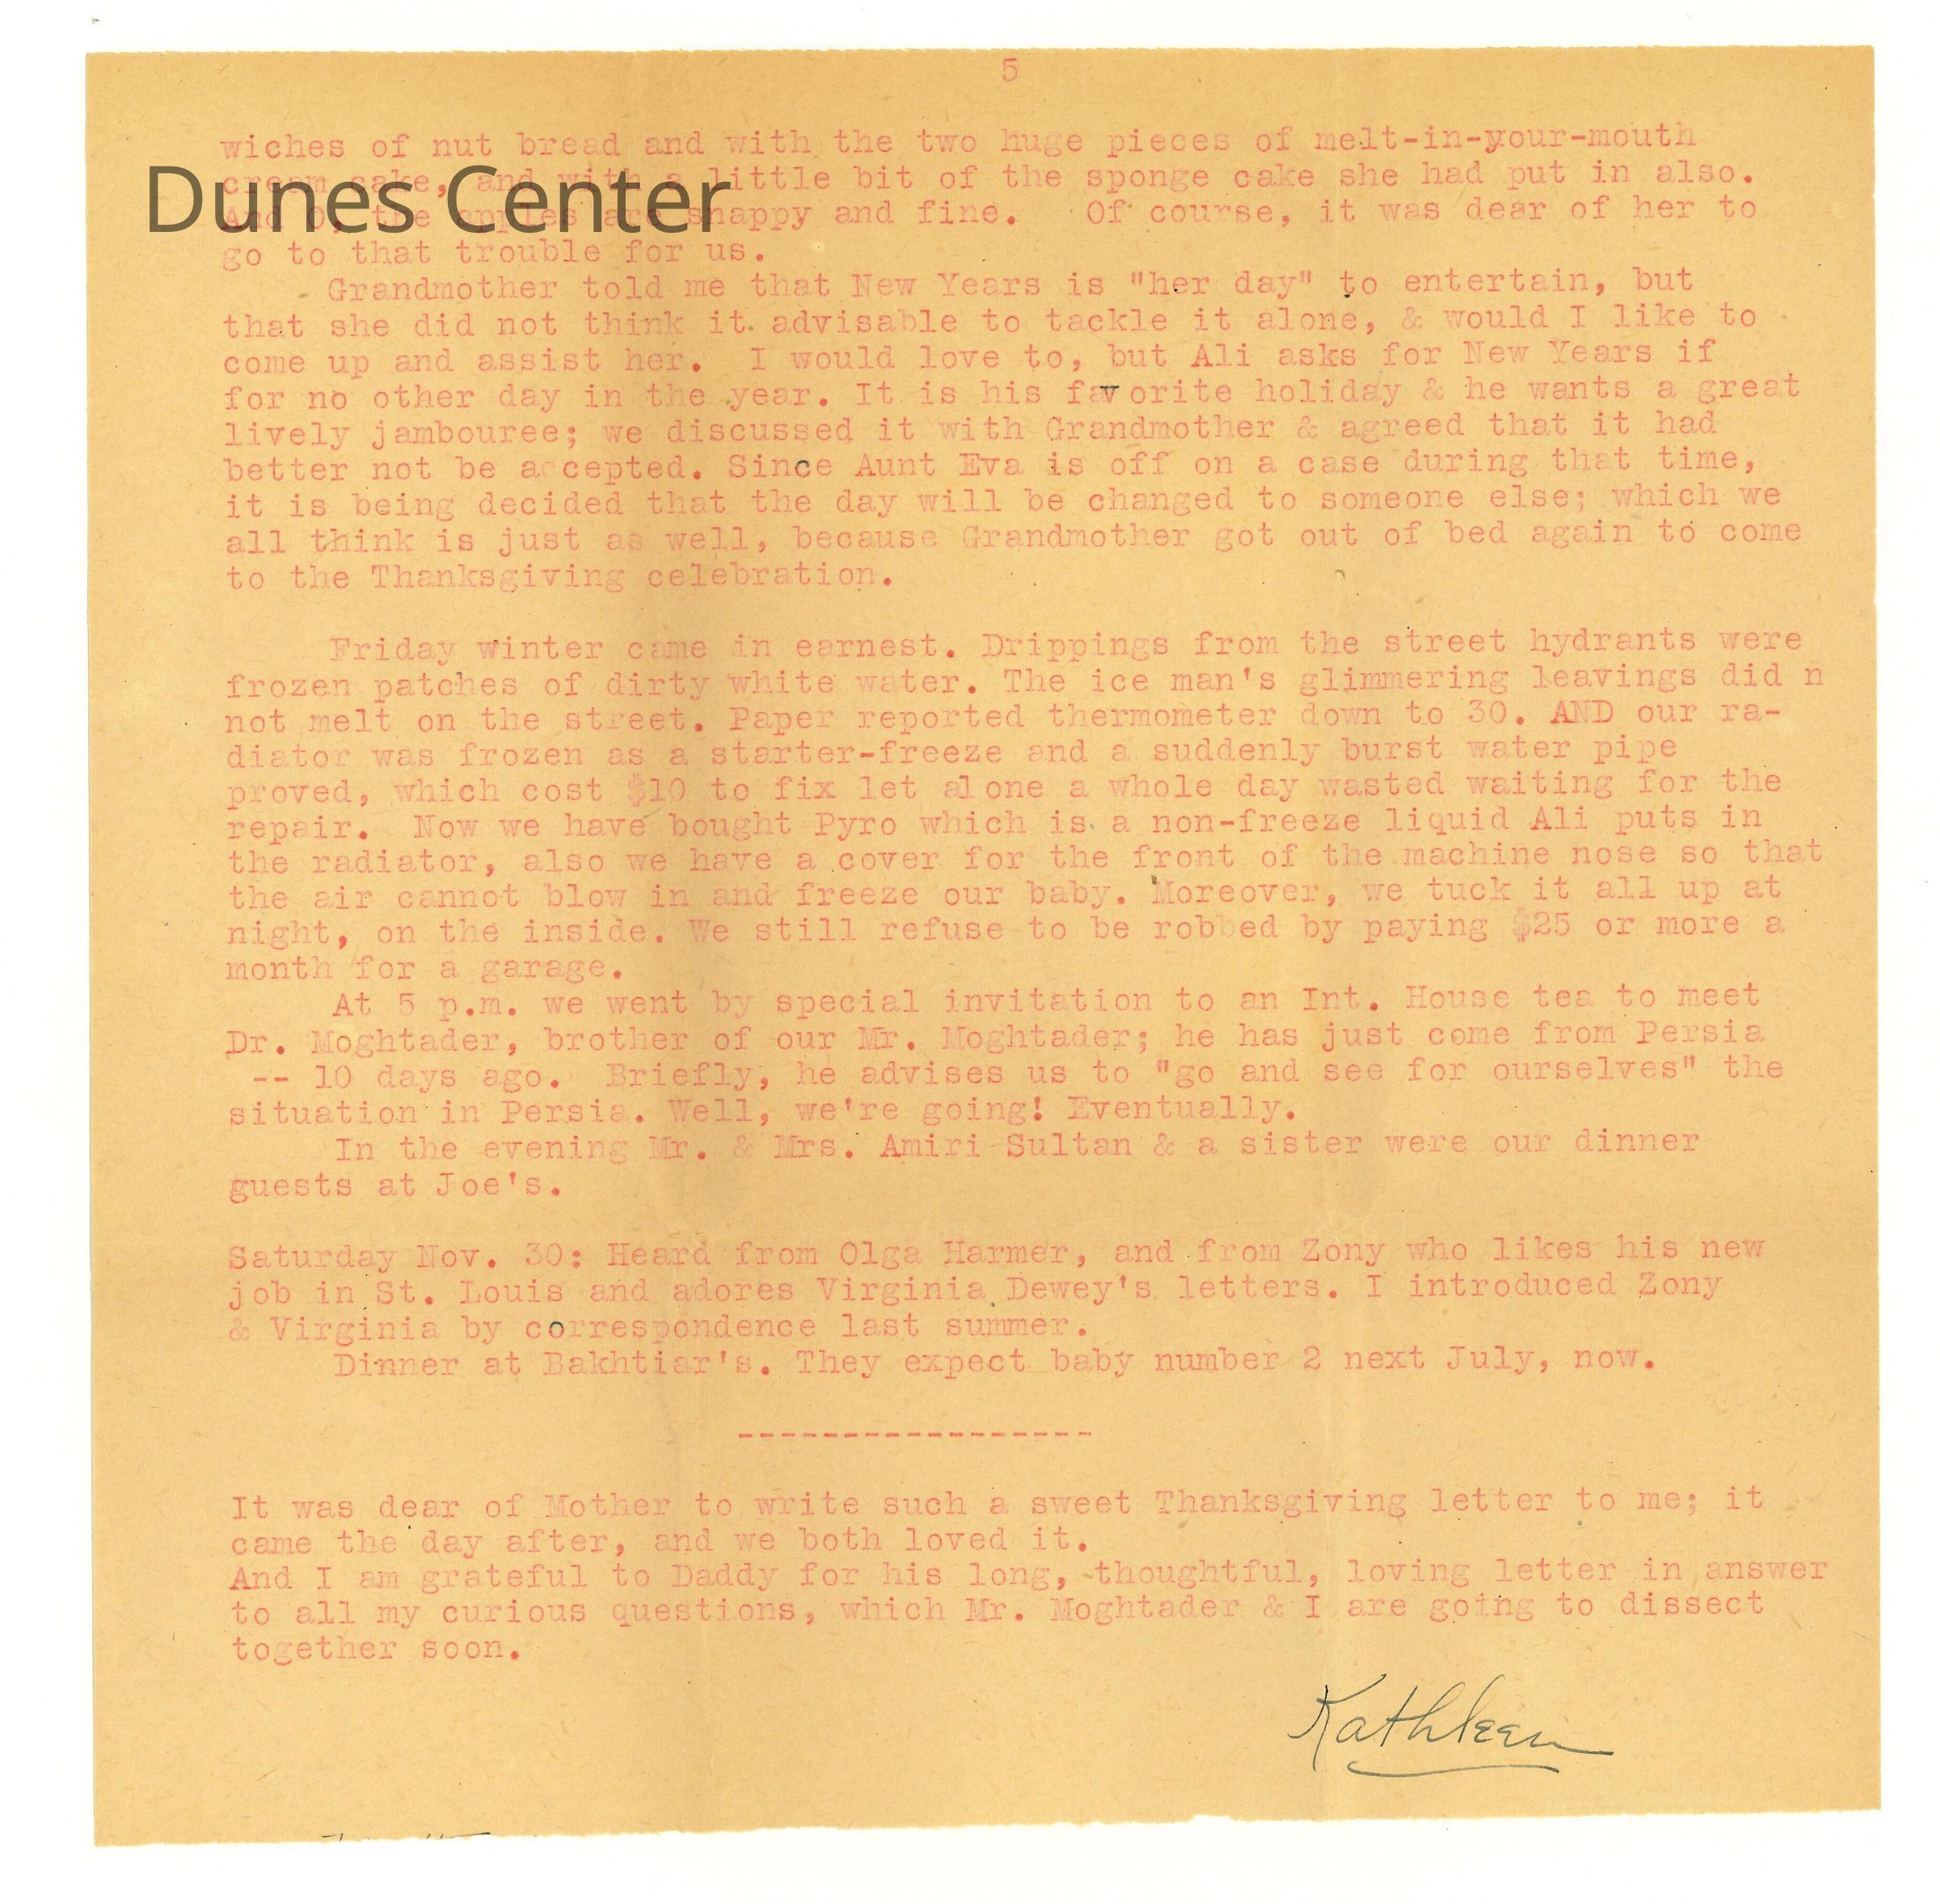 5
wiches of nut bread and with the two huge pieces of melt-in-your-mouth
cream cake, and with a little bit of the sponge cake she had put in also.
Dunes Center
And O, the apples are snappy and fine. Of course, it was dear of her to
go to that trouble for us.
Grandmother told me that New Years is "her day" to entertain, but
that she did not think it. advisable to tackle it alone, & would I like to
come up and assist her. I would love to, but Ali asks for New Years if
for no other day in the year. It is his favorite holiday & he wants a great
lively jambouree; we discussed it with Grandmother & agreed that it had
better not be accepted. Since Aunt Eva is off on a case during that time,
it is being decided that the day will be changed to someone else; which we
all think is just as well, because Grandmother got out of bed again to come
to the Thanksgiving celebration.
Friday winter came in earnest. Drippings from the street hydrants were
frozen patches of dirty white water. The ice man's glimmering leavings did n
not melt on the street. Paper reported thermometer down to 30. AND our ra-
diator was frozen as a starter-freeze and a suddenly burst water pipe
proved, which cost $10 to fix let alone a whole day wasted waiting for the
repair. Now we have bought Pyro which is a non-freeze liquid Ali puts in
the radiator, also we have a cover for the front of the machine nose so that
the air cannot blow in and freeze our baby. Moreover, we tuck it all up at
night, on the inside. We still refuse to be robbed by paying $25 or more a
month for a garage.
At 5 p.m. we went by special invitation to an Int. House tea to meet
Dr. Moghtader, brother of our Mr. Moghtader; he has just come from Persia
-- 10 days ago. Briefly, he advises us to "go and see for ourselves" the
situation in Persia. Well, we're going! Eventually.
In the evening Mr. & Mrs. Amiri Sultan & a sister were our dinner
guests at Joe's.
Saturday Nov. 30: Heard from Olga Harmer, and from Zony who likes his new
job in St. Louis and adores Virginia Dewey's letters. I introduced Zony
& Virginia by correspondence last summer.
Dinner at Bakhtiar's. They expect baby number 2 next July, now.
-----------------
It was dear of Mother to write such a sweet Thanksgiving letter to me; it
came the day after, and we both loved it.
And I am grateful to Daddy for his long, thoughtful, loving letter in answer
to all my curious questions, which Mr. Moghtader & I are going to dissect
together soon.
Kathleen